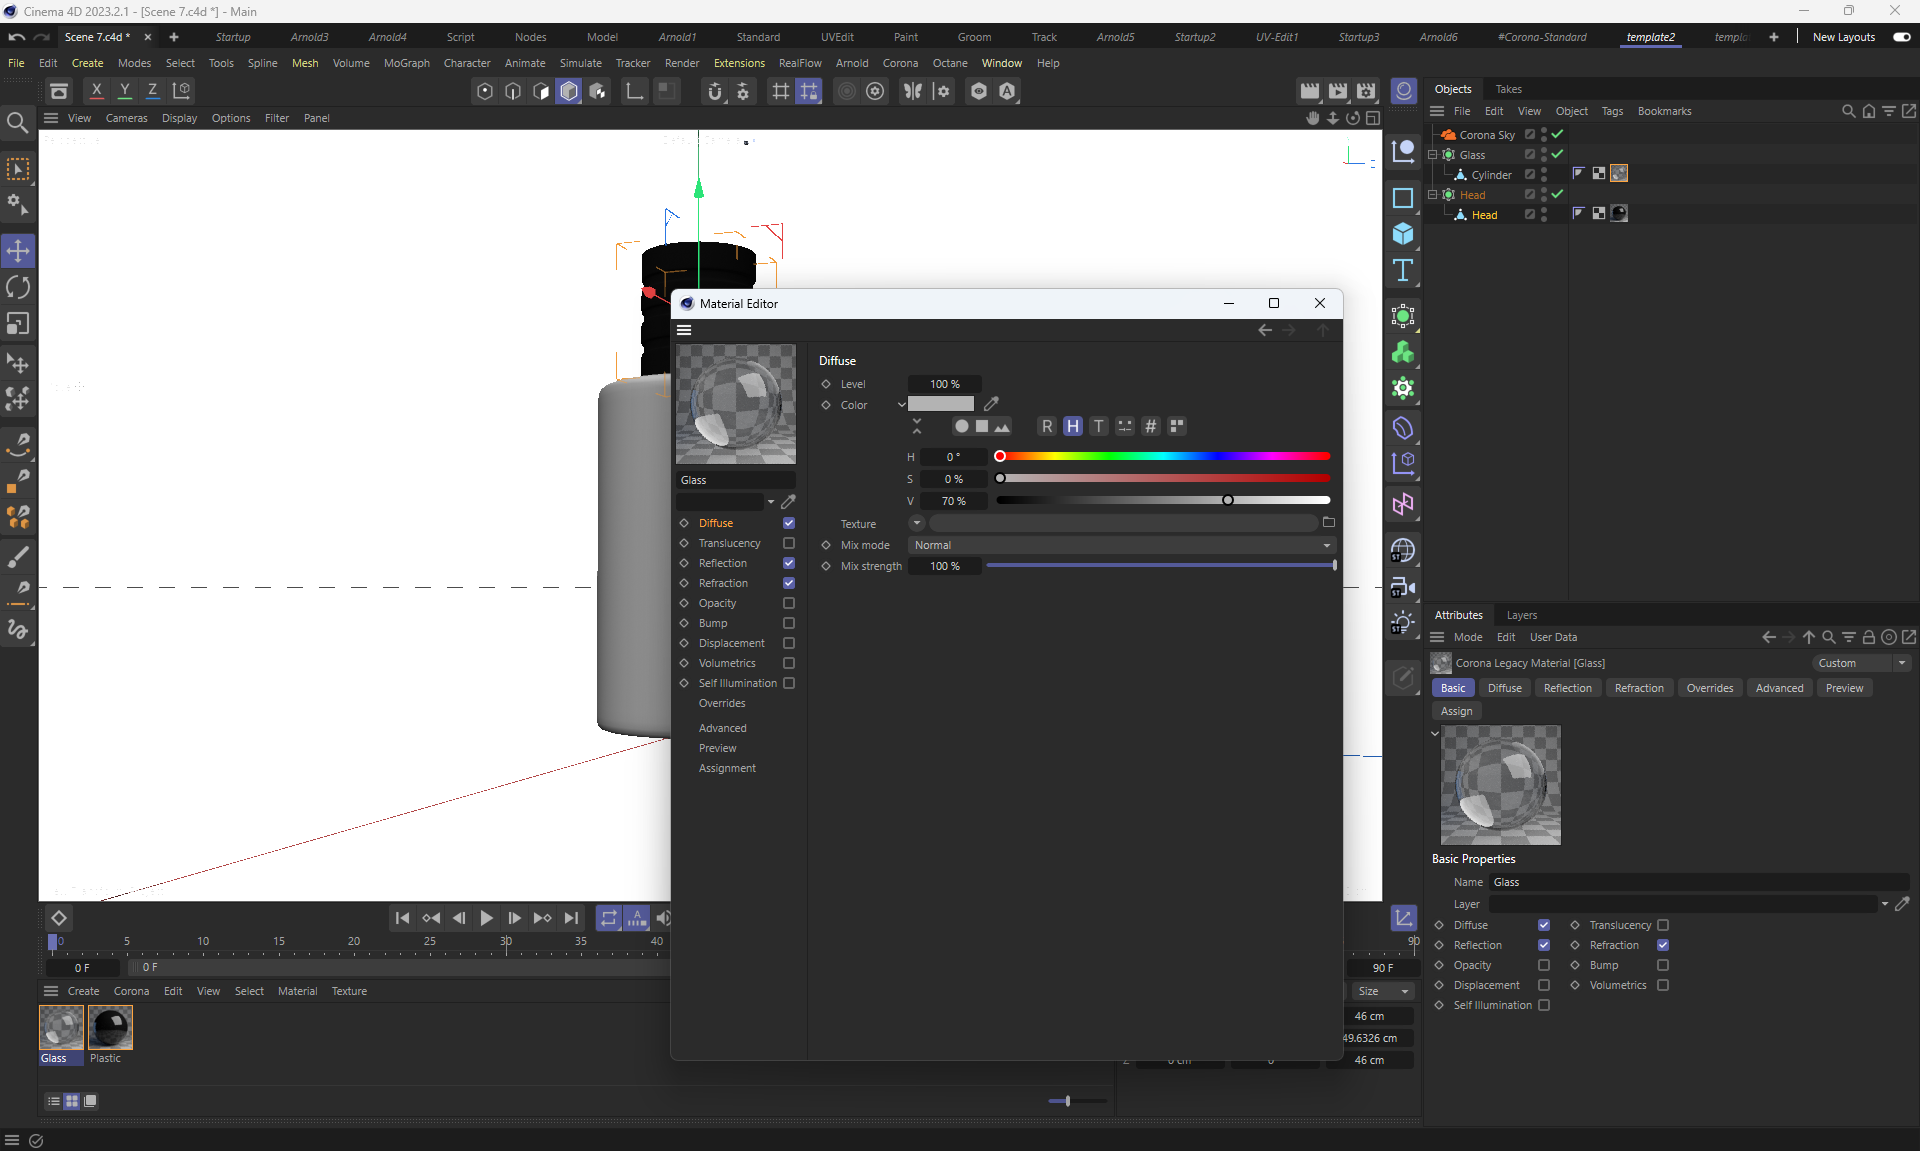 Cinema 4D 2023.2.1 - [Scene 7.c4d *] - Main
Scene 7.c4d *
Startup
Arnold3
Arnold4
Script
Nodes
Model
Arnold1
Standard
UVEdit
Paint
Groom
Track
Arnold5
Startup2
UV-Edit1
Startup3
Arnold6
#Corona-Standard
template2
New Layouts
File Edit Create Modes Select Tools Spline Mesh Volume MoGraph Character Animate Simulate Tracker Render Extensions RealFlow Arnold Corona Octane Window Help
X Y Z
View Cameras Display Options Filter Panel
Objects Takes
File Edit View Object Tags Bookmarks
Corona Sky
Glass
Cylinder
Head
Head
Material Editor
Glass
Diffuse
Translucency
Reflection
Refraction
Opacity
Bump
Displacement
Volumetrics
Self Illumination
Overrides
Advanced
Preview
Assignment
Diffuse
Level 100 %
Color
R H T #
H 0 °
S 0 %
V 70 %
Texture
Mix mode Normal
Mix strength 100 %
Attributes Layers
Mode Edit User Data
Corona Legacy Material [Glass]
Custom
Basic Diffuse Reflection Refraction Overrides Advanced Preview
Assign
Basic Properties
Name Glass
Layer
Diffuse Translucency
Reflection Refraction
Opacity Bump
Displacement Volumetrics
Self Illumination
0 5 10 15 20 25 30 35 40 90
0 F 0 F 90 F
Create Corona Edit View Select Material Texture
Size
46 cm
49.6326 cm
46 cm
Glass Plastic